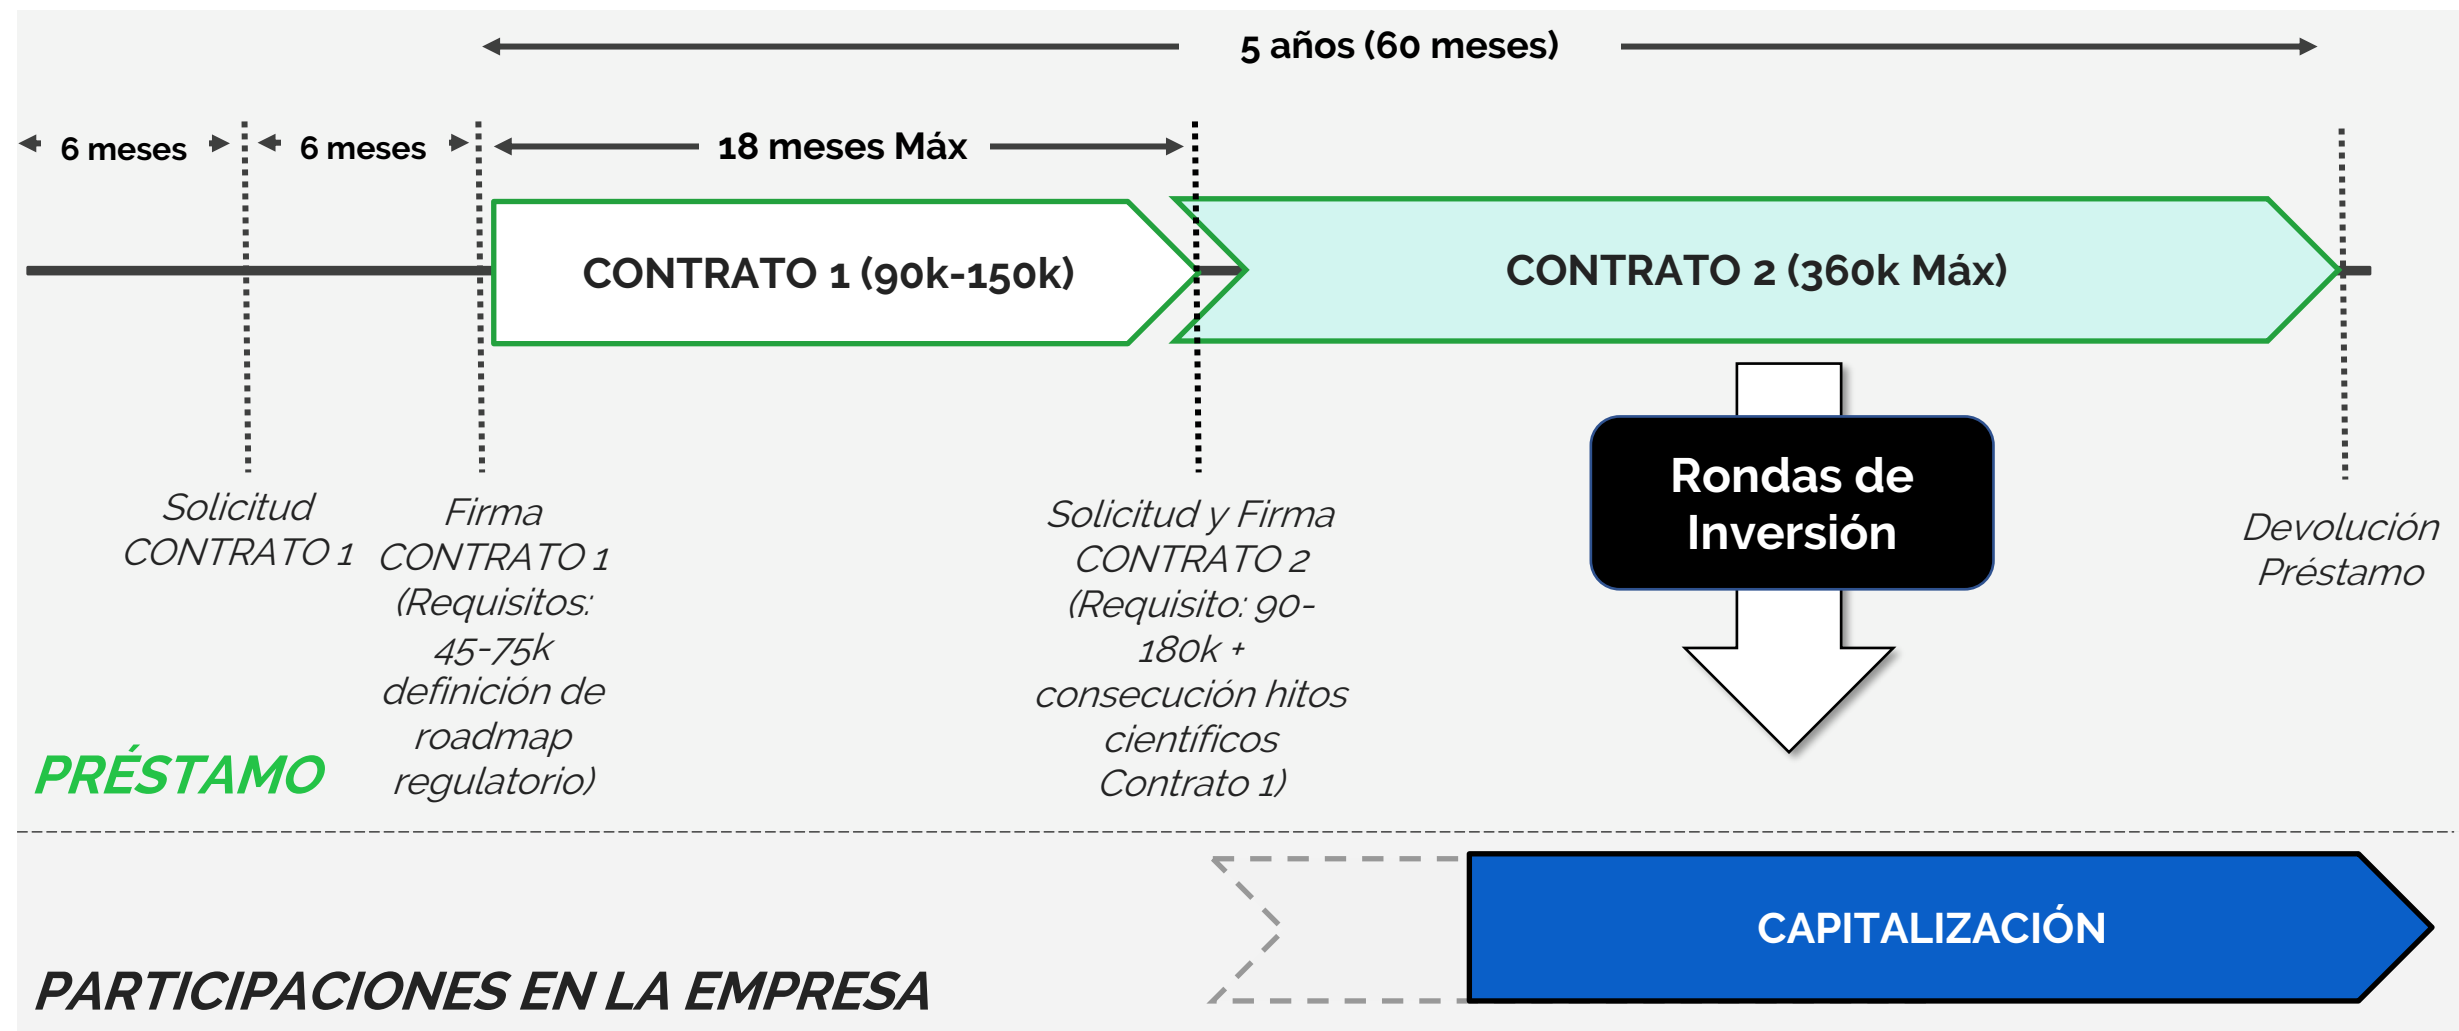 5 años (60 meses)
6 meses
6 meses
18 meses Máx
CONTRATO 1 (90k-150k)
CONTRATO 2 (360k Máx)
Rondas de
Inversión
Solicitud
CONTRATO 1
Firma
CONTRATO 1
(Requisitos:
45-75k
definición de
roadmap
regulatorio)
Solicitud y Firma
CONTRATO 2
(Requisito: 90-
180k +
consecución hitos
científicos
Contrato 1)
Devolución
Préstamo
PRÉSTAMO
CAPITALIZACIÓN
PARTICIPACIONES EN LA EMPRESA